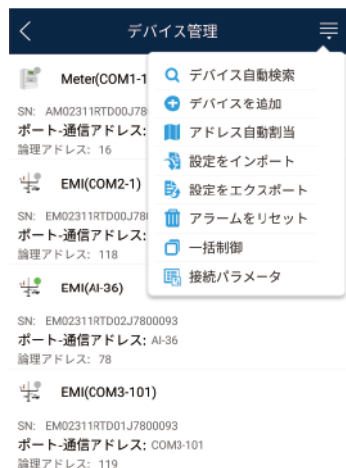 デバイス管理
Meter(COM1-1
SN: AM02311RTD00J78
ポート-通信アドレス:
論理アドレス: 16
EMI(COM2-1)
SN: EM02311RTD00J780
ポート-通信アドレス:
論理アドレス: 118
EMI(AI-36)
SN: EM02311RTD02J7800093
ポート-通信アドレス: AI-36
論理アドレス: 78
EMI(COM3-101)
SN: EM02311RTD01J7800093
ポート-通信アドレス: COM3-101
論理アドレス: 119
デバイス自動検索
デバイスを追加
アドレス自動割当
設定をインポート
設定をエクスポート
アラームをリセット
一括制御
接続パラメータ